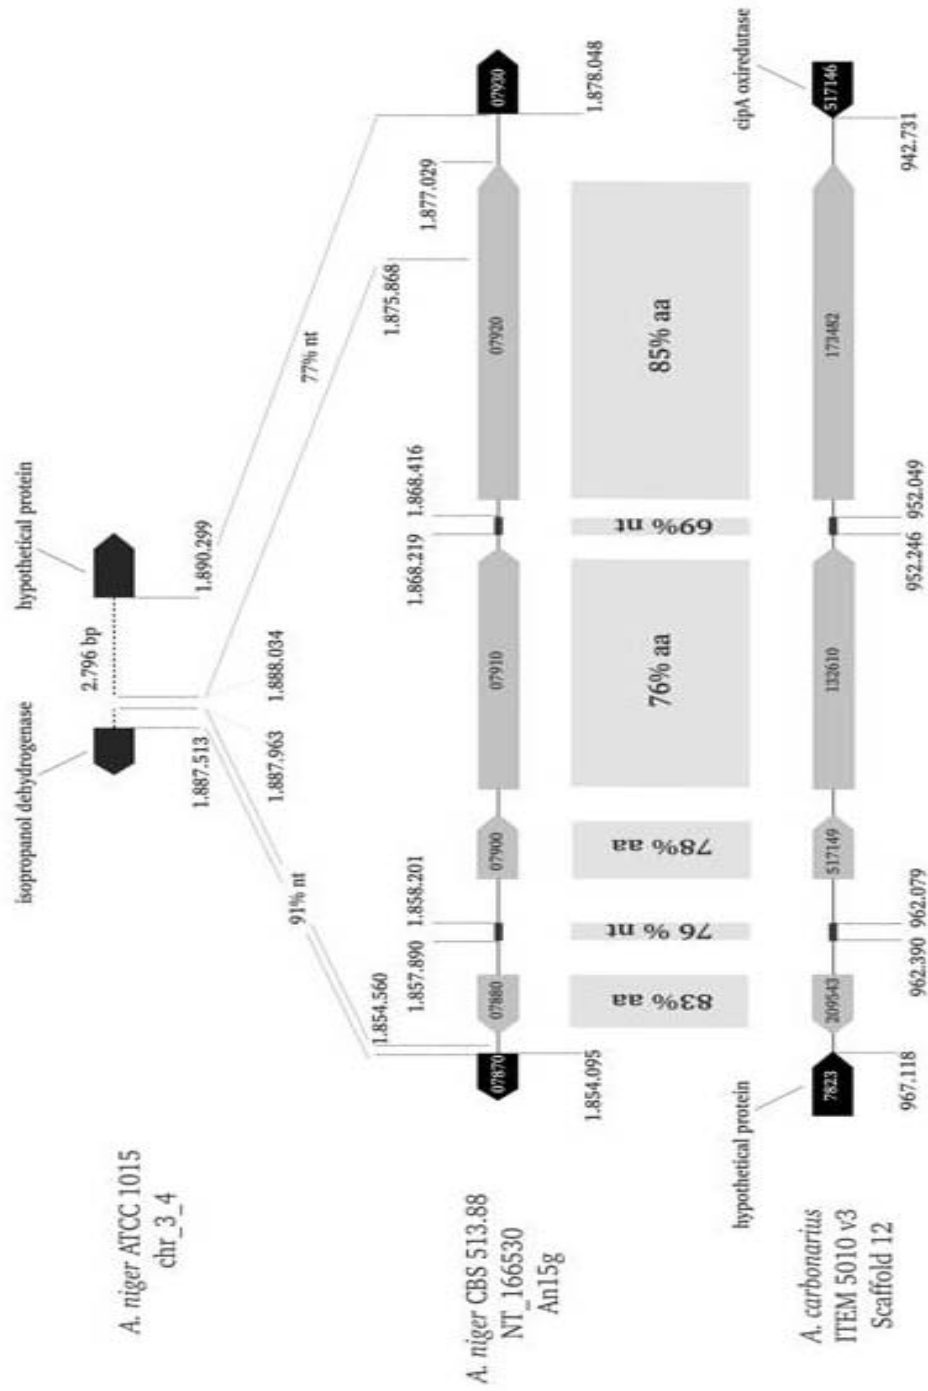 A. niger ATCC 1015
chr_3_4
isopropanol dehydrogenase
hypothetical protein
2.796 bp
1.887.513
1.890.299
1.887.963
1.888.034
91% nt
77% nt
A. niger CBS 513.88
NT_166530
An15g
1.854.560
1.857.890
1.858.201
1.868.219
1.868.416
1.875.868
1.877.029
07870
07880
07900
07910
07920
07930
1.854.095
1.878.048
83% aa
76 % nt
78% aa
76% aa
69% nt
85% aa
A. carbonarius
ITEM 5010 v3
Scaffold 12
hypothetical protein
cipA oxiredutase
7823
209543
517149
132610
173482
517146
967.118
962.390
962.079
952.246
952.049
942.731